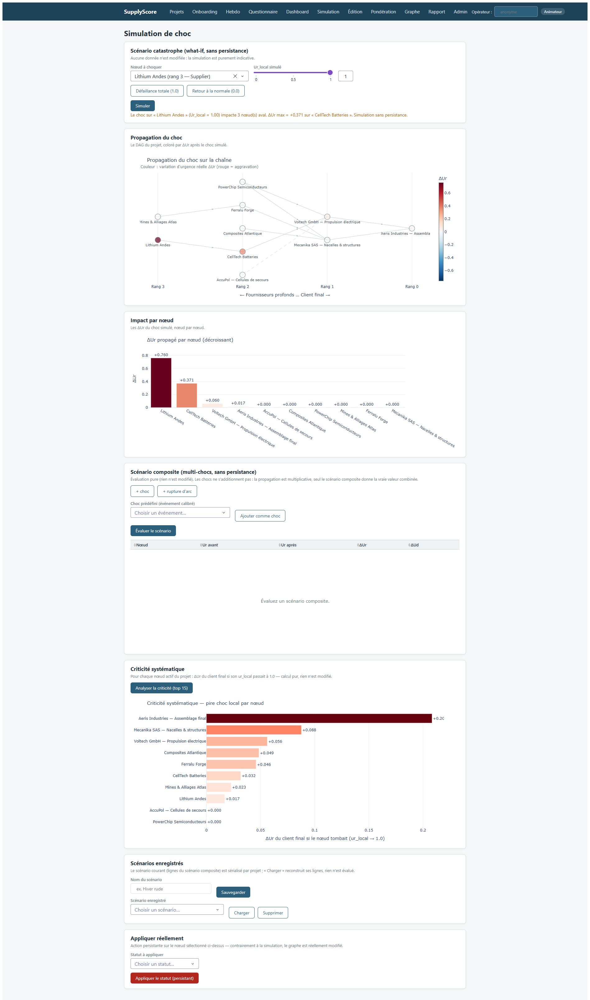 SupplyScore
Projets
Onboarding
Hebdo
Questionnaire
Dashboard
Simulation
Édition
Pondération
Graphe
Rapport
Admin
Opérateur :
anonyme
Animateur
Simulation de choc
Scénario catastrophe (what-if, sans persistance)
Aucune donnée n'est modifiée : la simulation est purement indicative.
Nœud à choquer
Ur_local simulé
Lithium Andes (rang 3 — Supplier)
0
0.5
1
1
Défaillance totale (1.0)
Retour à la normale (0.0)
Simuler
Le choc sur « Lithium Andes » (Ur_local = 1,00) impacte 3 nœud(s) aval, ΔUr max = +0,371 sur « CellTech Batteries ». Simulation sans persistance.
Propagation du choc
Le DAG du projet, coloré par ΔUr après le choc simulé.
Propagation du choc sur la chaîne
Couleur : variation d'urgence réelle ΔUr (rouge = aggravation)
PowerChip Semiconducteurs
Ferralu Forge
Mines & Alliages Atlas
Voltech GmbH — Propulsion électrique
Composites Atlantique
Aeris Industries — Assembla
Lithium Andes
Mecanika SAS — Nacelles & structures
CellTech Batteries
AccuPol — Cellules de secours
Rang 3
Rang 2
Rang 1
Rang 0
← Fournisseurs profonds ... Client final →
ΔUr
0.6
0.4
0.2
0
−0.2
−0.4
−0.6
Impact par nœud
Les ΔUr du choc simulé, nœud par nœud.
ΔUr propagé par nœud (décroissant)
ΔUr
0.8
0.6
0.4
0.2
0
+0.760
+0.371
+0.060
+0.017
+0.000
+0.000
+0.000
+0.000
+0.000
+0.000
Lithium Andes
CellTech Batteries
Voltech GmbH — Propulsion électrique
Aeris Industries — Assemblage final
AccuPol — Cellules de secours
Composites Atlantique
PowerChip Semiconducteurs
Mines & Alliages Atlas
Ferralu Forge
Mecanika SAS — Nacelles & structures
Scénario composite (multi-chocs, sans persistance)
Évaluation pure (rien n'est modifié). Les chocs ne s'additionnent pas : la propagation est multiplicative, seul le scénario composite donne la vraie valeur combinée.
+ choc
+ rupture d'arc
Choc prédéfini (événement calibré)
Choisir un événement...
Ajouter comme choc
Évaluer le scénario
Nœud
Ur avant
Ur après
ΔUr
ΔUd
Évaluez un scénario composite.
Criticité systématique
Pour chaque nœud actif du projet : ΔUr du client final si son ur_local passait à 1.0 — calcul pur, rien n'est modifié.
Analyser la criticité (top 15)
Criticité systématique — pire choc local par nœud
Aeris Industries — Assemblage final
+0.20
Mecanika SAS — Nacelles & structures
+0.088
Voltech GmbH — Propulsion électrique
+0.056
Composites Atlantique
+0.049
Ferralu Forge
+0.046
CellTech Batteries
+0.032
Mines & Alliages Atlas
+0.023
Lithium Andes
+0.017
AccuPol — Cellules de secours
+0.000
PowerChip Semiconducteurs
+0.000
0
0.05
0.1
0.15
0.2
ΔUr du client final si le nœud tombait (ur_local → 1.0)
Scénarios enregistrés
Le scénario courant (lignes du scénario composite) est sérialisé par projet ; « Charger » reconstruit ses lignes, rien n'est évalué.
Nom du scénario
ex. Hiver rude
Sauvegarder
Scénario enregistré
Choisir un scénario...
Charger
Supprimer
Appliquer réellement
Action persistante sur le nœud sélectionné ci-dessus — contrairement à la simulation, le graphe est réellement modifié.
Statut à appliquer
Choisir un statut...
Appliquer le statut (persistant)